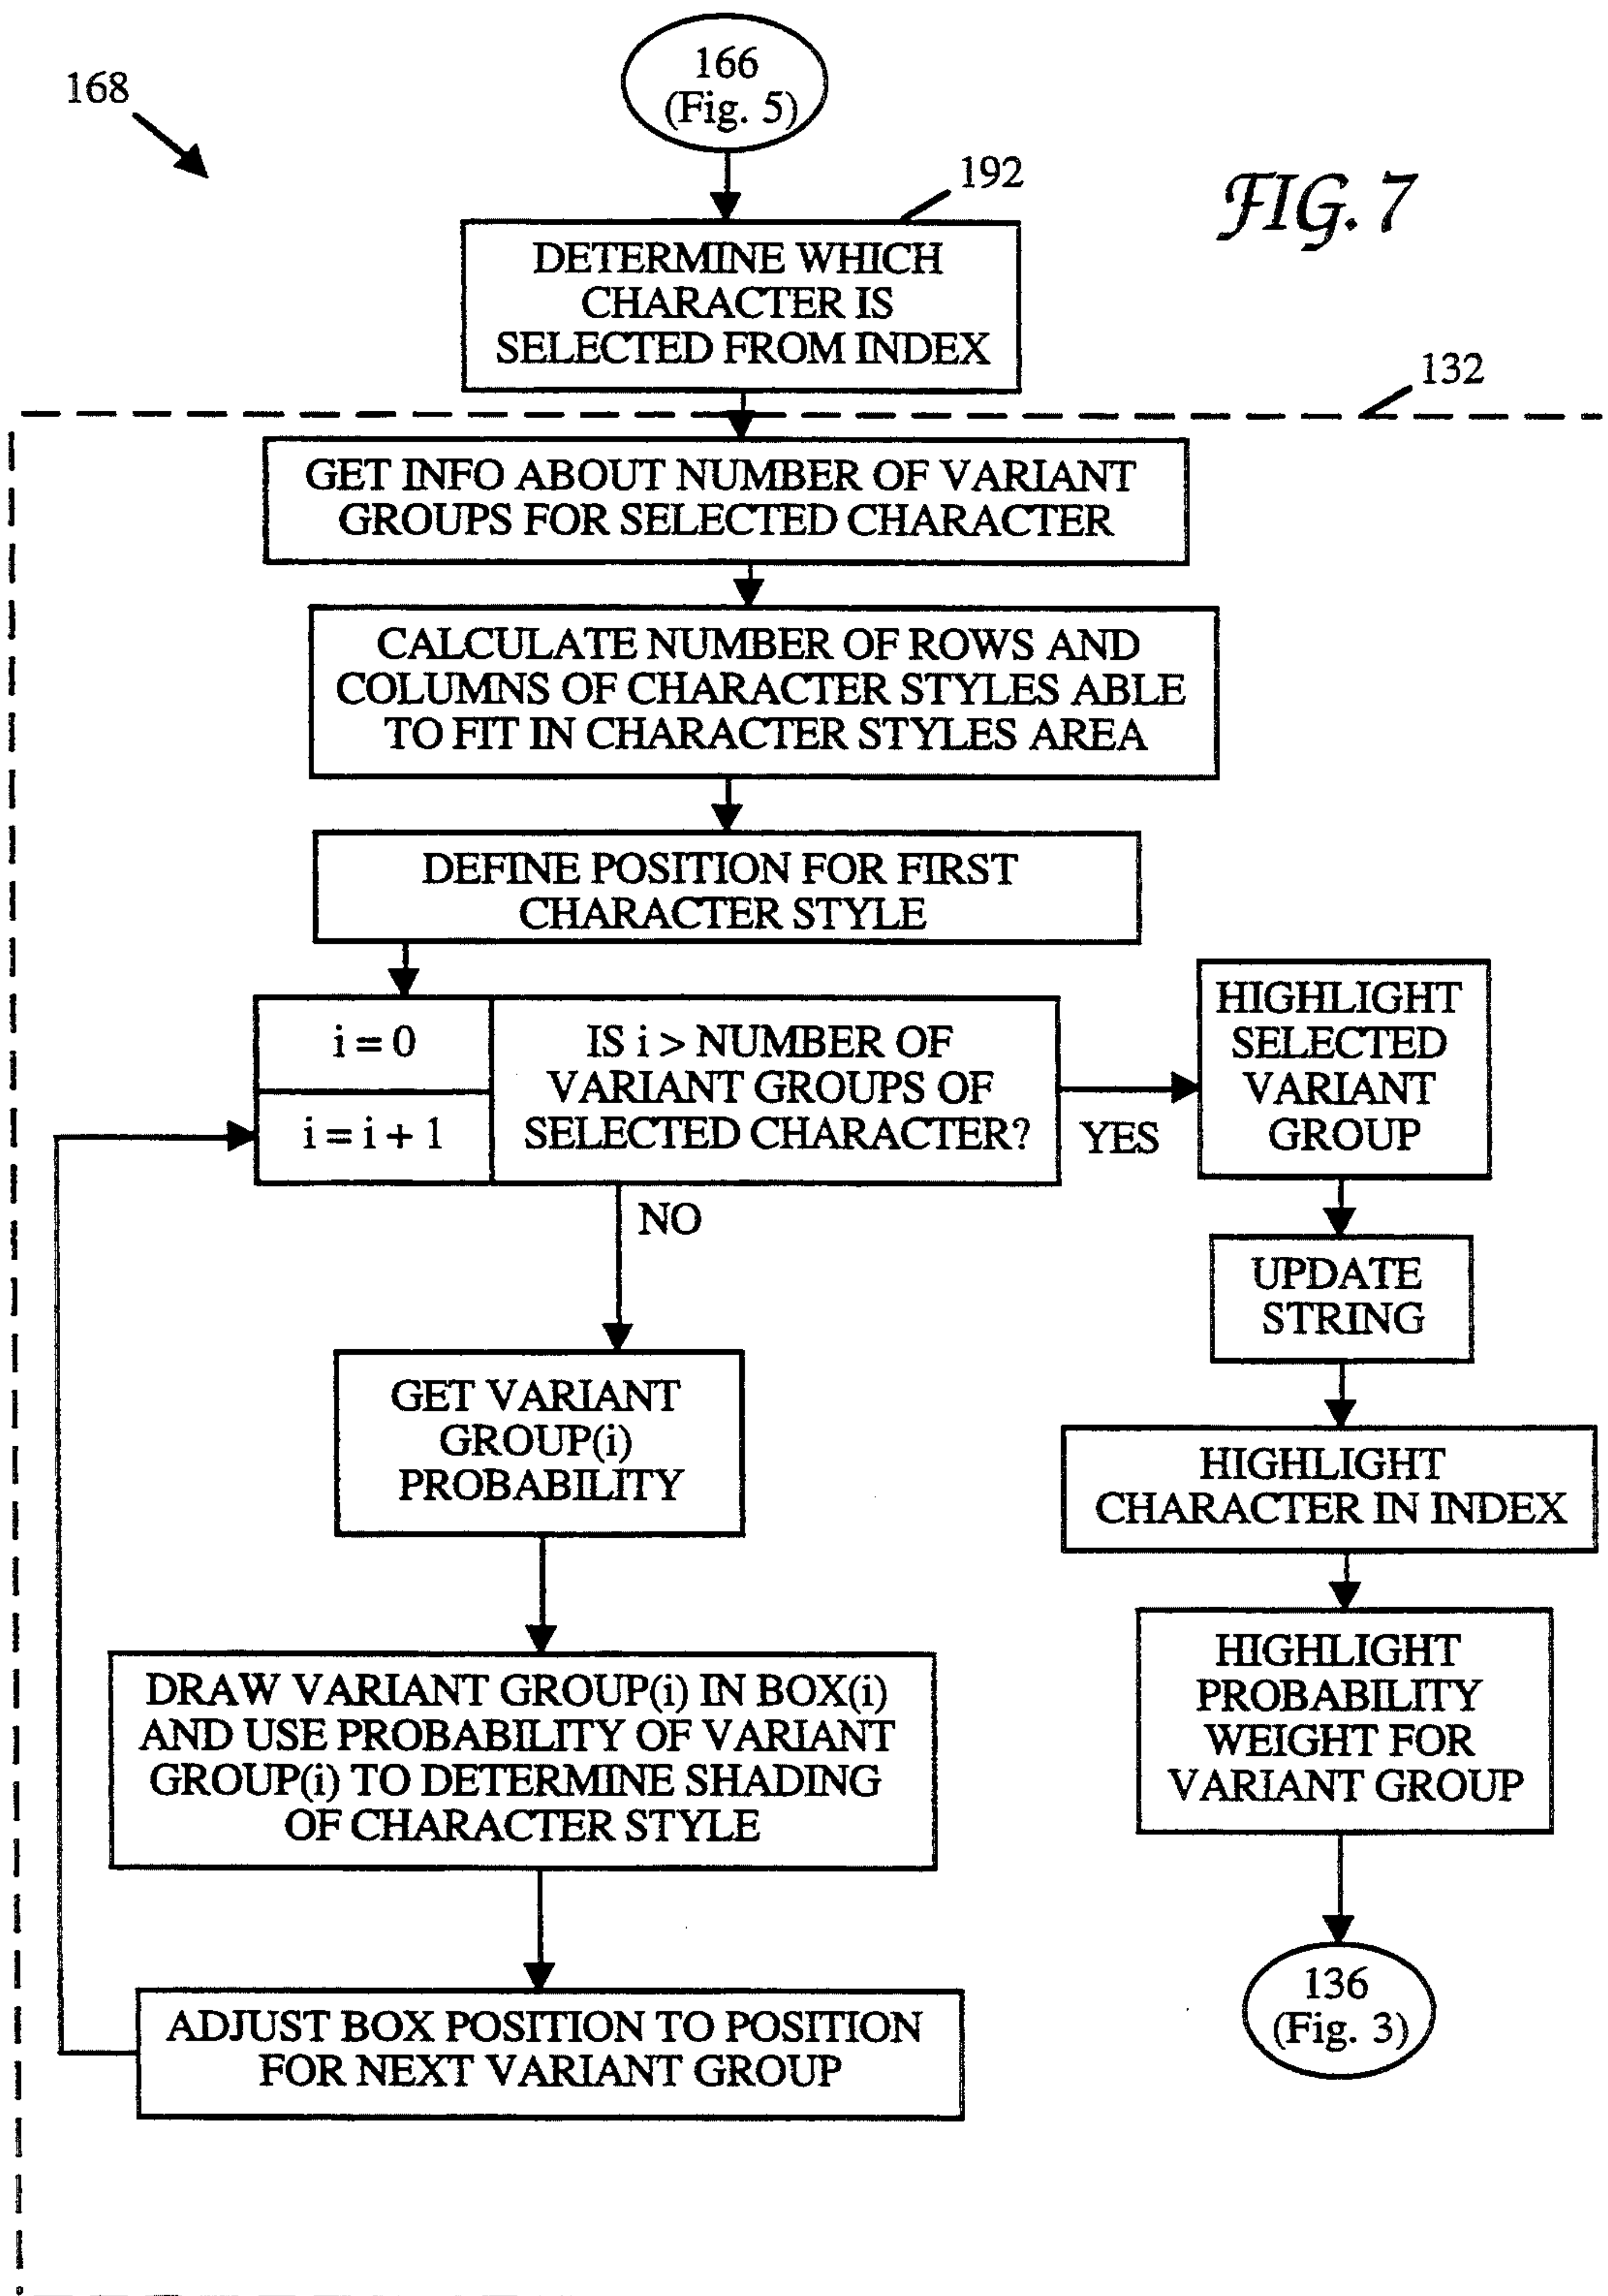 166
(Fig. 5)
168
192
FIG. 7
DETERMINE WHICH
CHARACTER IS
SELECTED FROM INDEX
132
GET INFO ABOUT NUMBER OF VARIANT
GROUPS FOR SELECTED CHARACTER
CALCULATE NUMBER OF ROWS AND
COLUMNS OF CHARACTER STYLES ABLE
TO FIT IN CHARACTER STYLES AREA
DEFINE POSITION FOR FIRST
CHARACTER STYLE
i = 0
i = i + 1
IS i > NUMBER OF
VARIANT GROUPS OF
SELECTED CHARACTER?
YES
NO
HIGHLIGHT
SELECTED
VARIANT
GROUP
UPDATE
STRING
HIGHLIGHT
CHARACTER IN INDEX
HIGHLIGHT
PROBABILITY
WEIGHT FOR
VARIANT GROUP
136
(Fig. 3)
GET VARIANT
GROUP(i)
PROBABILITY
DRAW VARIANT GROUP(i) IN BOX(i)
AND USE PROBABILITY OF VARIANT
GROUP(i) TO DETERMINE SHADING
OF CHARACTER STYLE
ADJUST BOX POSITION TO POSITION
FOR NEXT VARIANT GROUP